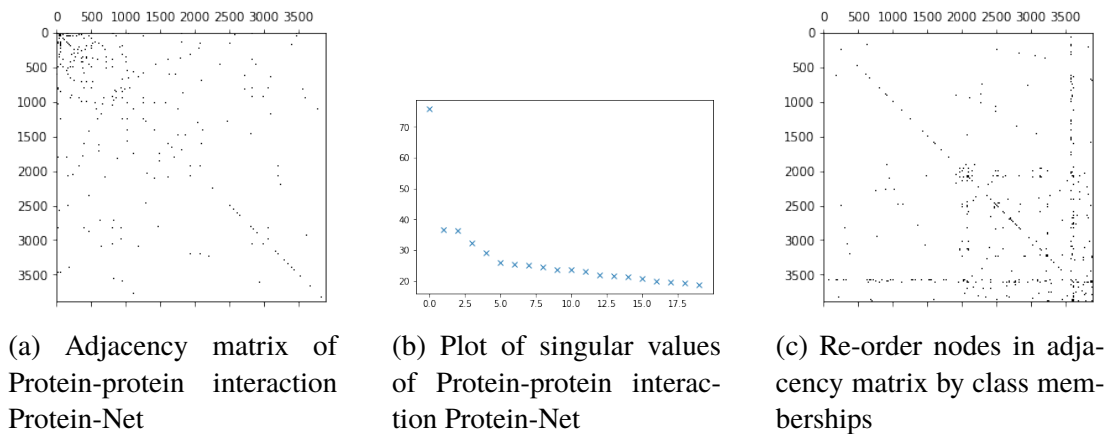 0 500 1000 1500 2000 2500 3000 3500
0
500
1000
1500
2000
2500
3000
3500
70
60
50
40
30
20
0.0 2.5 5.0 7.5 10.0 12.5 15.0 17.5
0 500 1000 1500 2000 2500 3000 3500
0
500
1000
1500
2000
2500
3000
3500
(a) Adjacency matrix of
Protein-protein interaction
Protein-Net
(b) Plot of singular values
of Protein-protein interac-
tion Protein-Net
(c) Re-order nodes in adja-
cency matrix by class mem-
berships